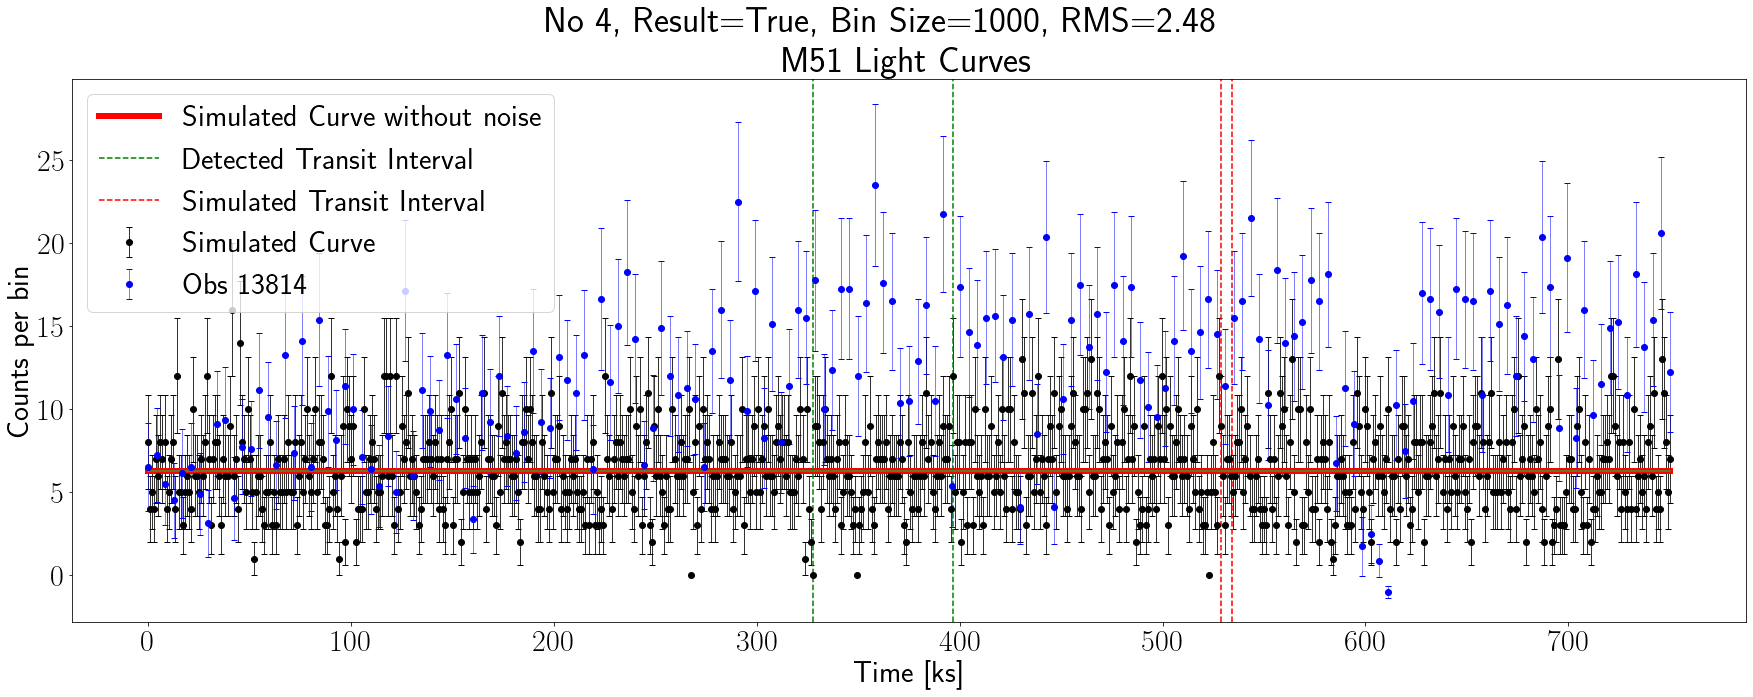 No 4, Result=True, Bin Size=1000, RMS=2.48
M51 Light Curves
Simulated Curve without noise
Detected Transit Interval
Simulated Transit Interval
Simulated Curve
Obs 13814
Counts per bin
25
20
15
10
5
0
0 100 200 300 400 500 600 700
Time [ks]